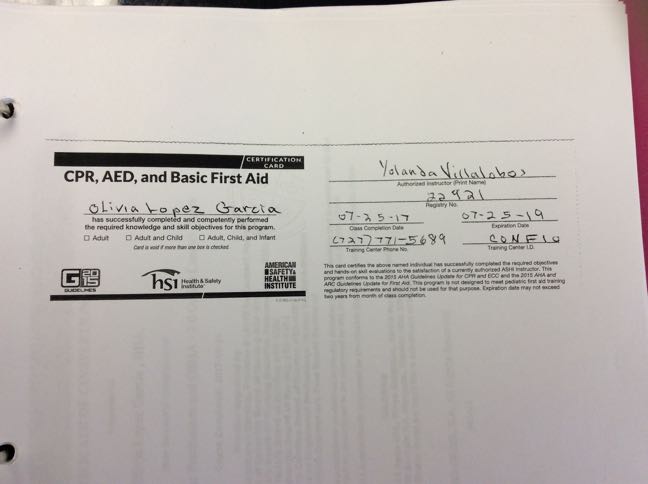 CERTIFICATION
CARD
CPR, AED, and Basic First Aid
Olivia Lopez Garcia
has successfully completed and competently performed
the required knowledge and skill objectives for this program.
☐ Adult ☐ Adult and Child ☐ Adult, Child, and Infant
Card is void if more than one box is checked
G 2015
GUIDELINES
hsi Health & Safety
Institute
AMERICAN
SAFETY &
HEALTH
INSTITUTE
Yolanda Villalobos
Authorized Instructor (Print Name)
22921
Registry No.
07-25-17 07-25-19
Class Completion Date Expiration Date
(727) 771-5689 CONF10
Training Center Phone No. Training Center I.D.
This card certifies the above named individual has successfully completed the required objectives
and hands-on skill evaluations to the satisfaction of a currently authorized ASHI Instructor. This
program conforms to the 2015 AHA Guidelines Update for CPR and ECC and the 2015 AHA and
ARC Guidelines Update for First Aid. This program is not designed to meet pediatric first aid training
regulatory requirements and should not be used for that purpose. Expiration date may not exceed
two years from month of class completion.